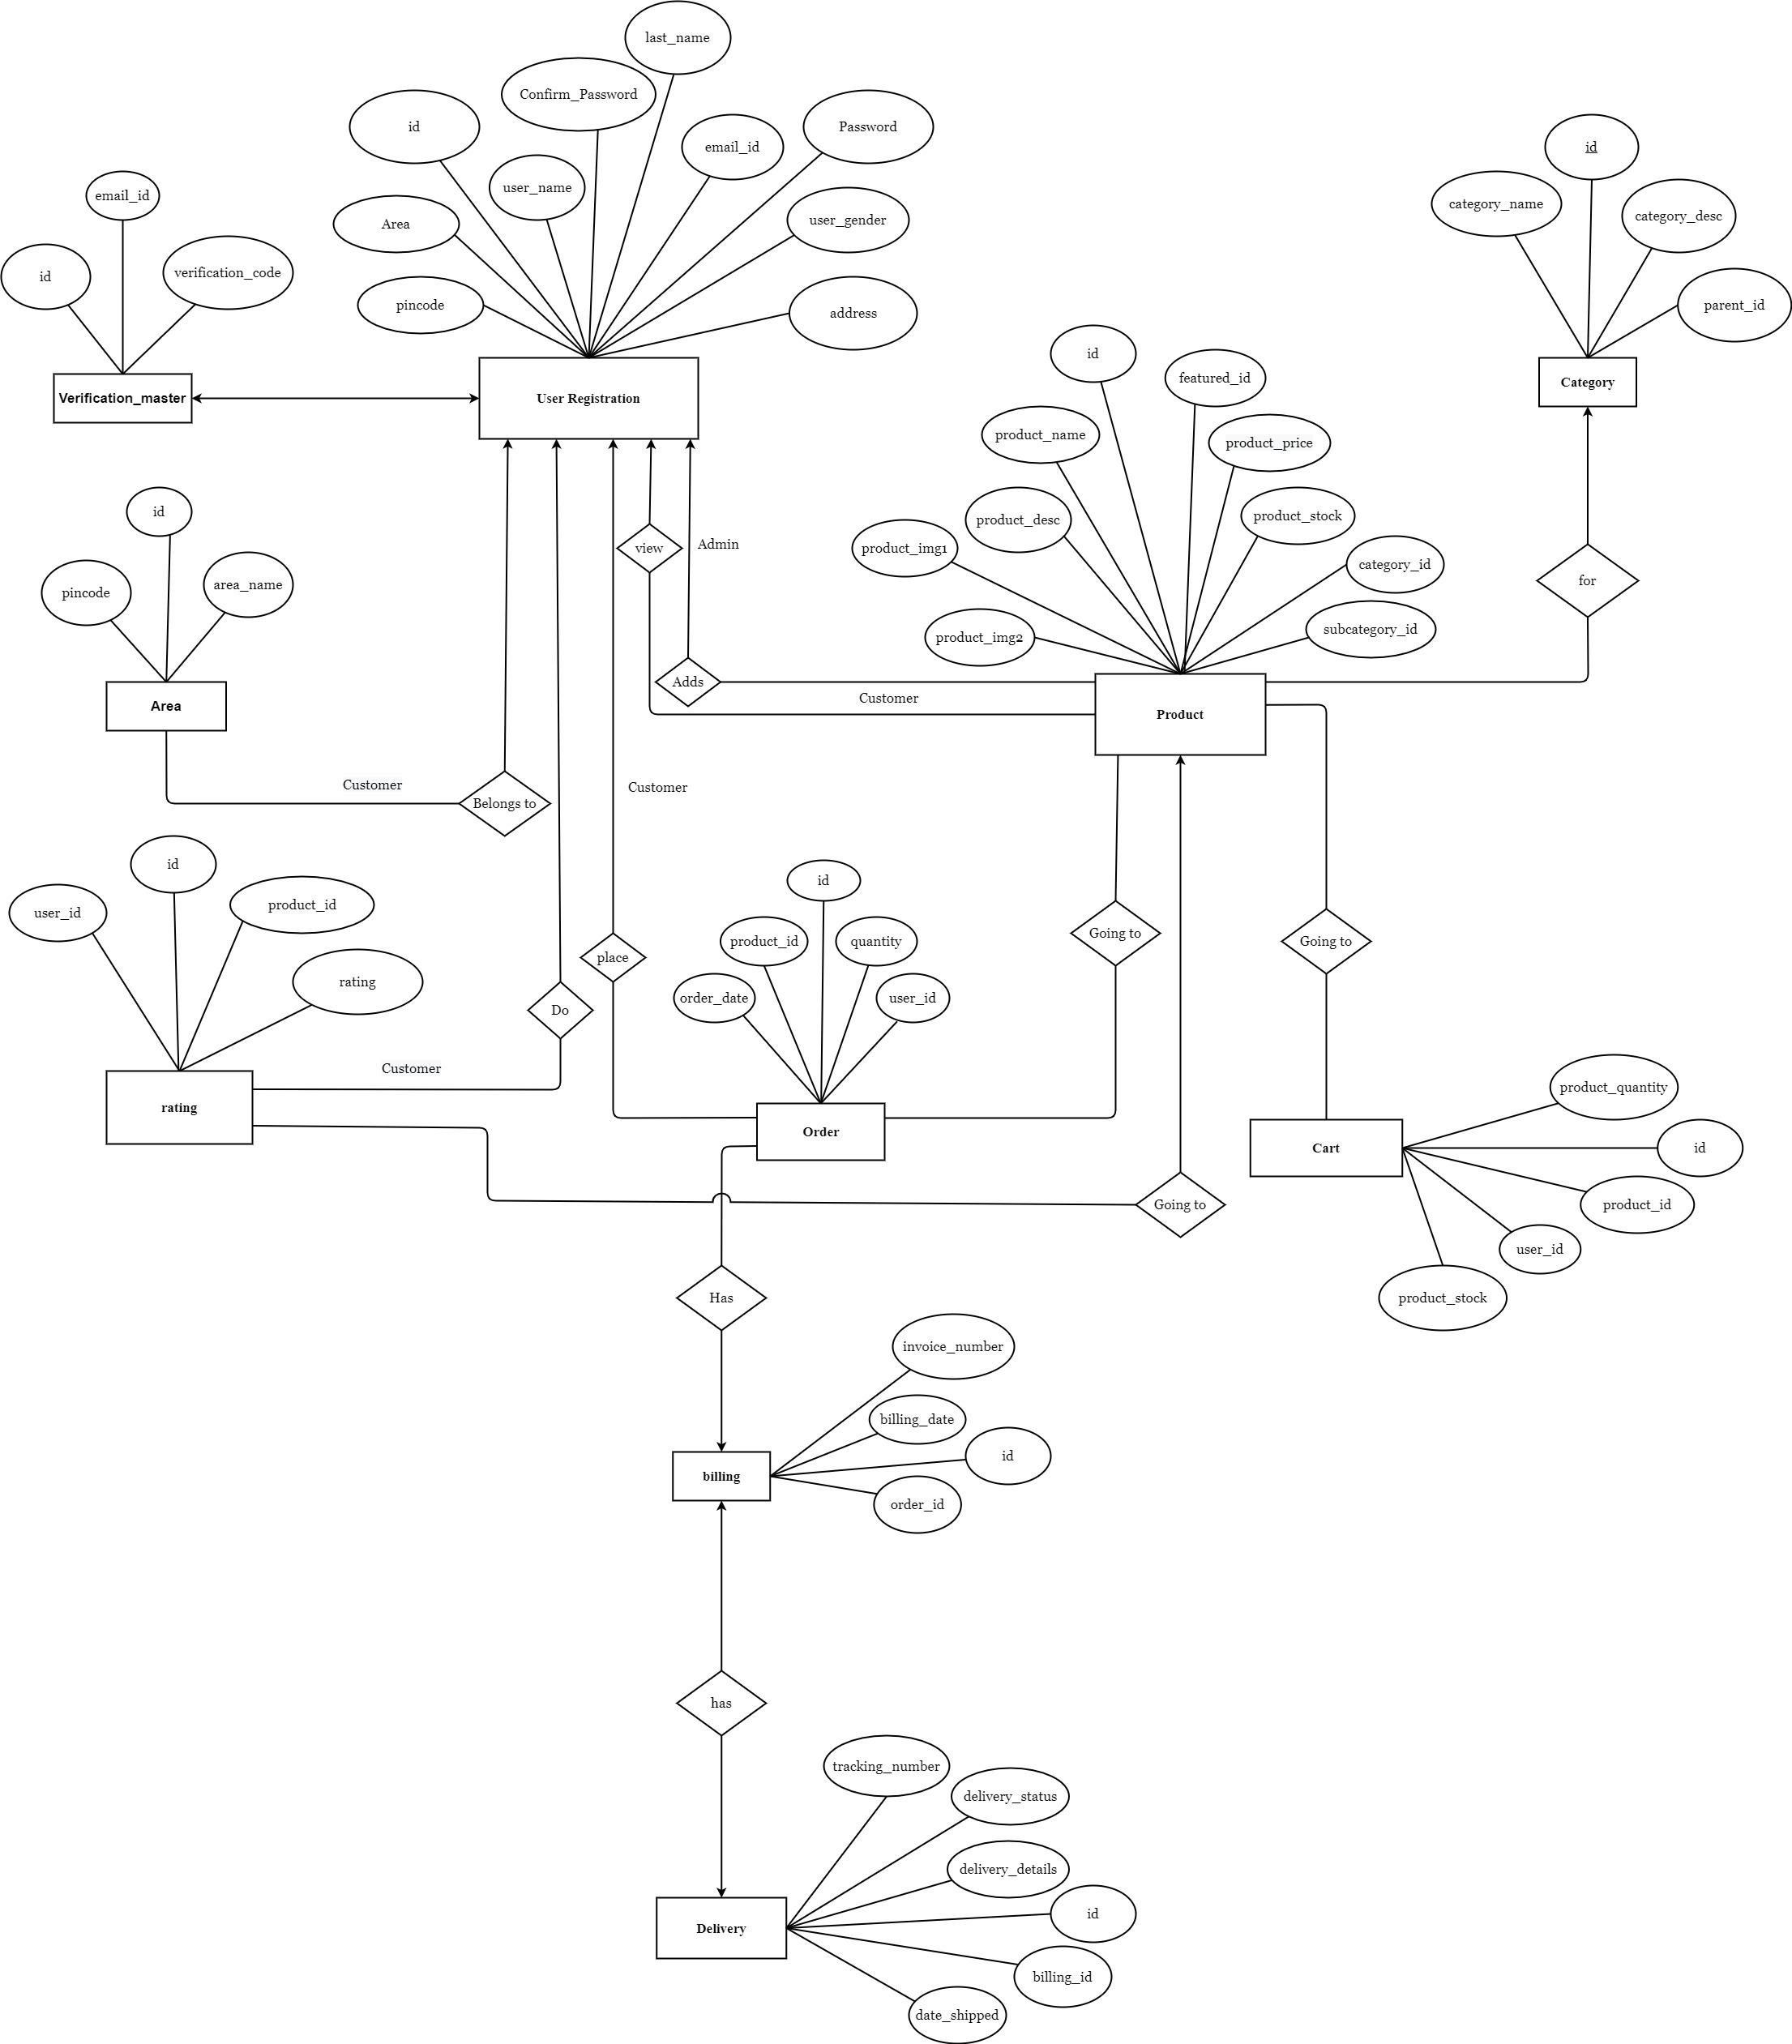 last_name
Confirm_Password
id
Password
email_id
user_name
Area
user_gender
pincode
address
email_id
id
verification_code
Verification_master
User Registration
id
category_name
category_desc
parent_id
Category
id
featured_id
product_name
product_price
product_desc
product_stock
product_img1
category_id
product_img2
subcategory_id
Product
view
Admin
for
Adds
Customer
id
pincode
area_name
Area
Customer
Belongs to
Customer
id
user_id
product_id
rating
rating
Do
place
Customer
id
product_id
quantity
order_date
user_id
Order
Going to
Going to
Going to
product_quantity
id
product_id
user_id
product_stock
Cart
Has
invoice_number
billing_date
id
order_id
billing
has
tracking_number
delivery_status
delivery_details
id
billing_id
date_shipped
Delivery